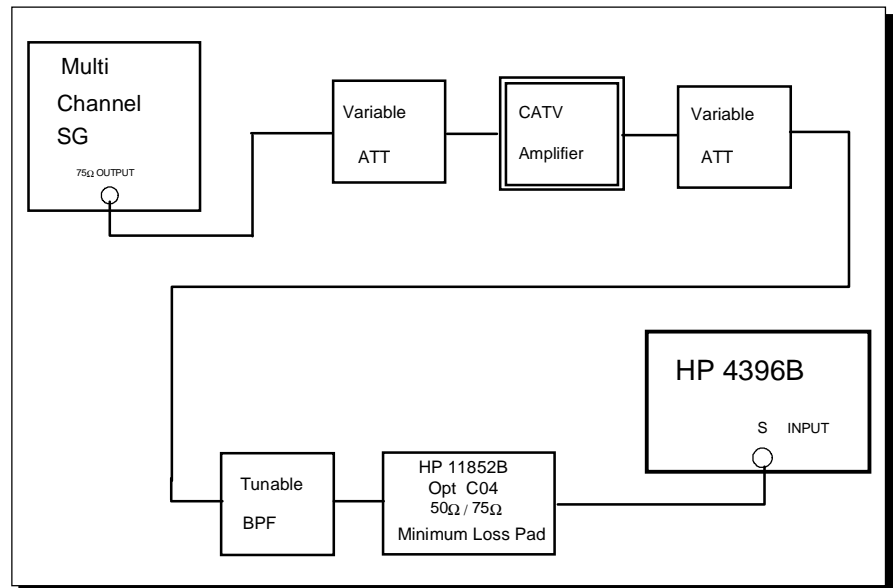 Multi
Channel
SG
75Ω OUTPUT
Variable
ATT
CATV
Amplifier
Variable
ATT
HP 4396B
S INPUT
Tunable
BPF
HP 11852B
Opt C04
50Ω / 75Ω
Minimum Loss Pad